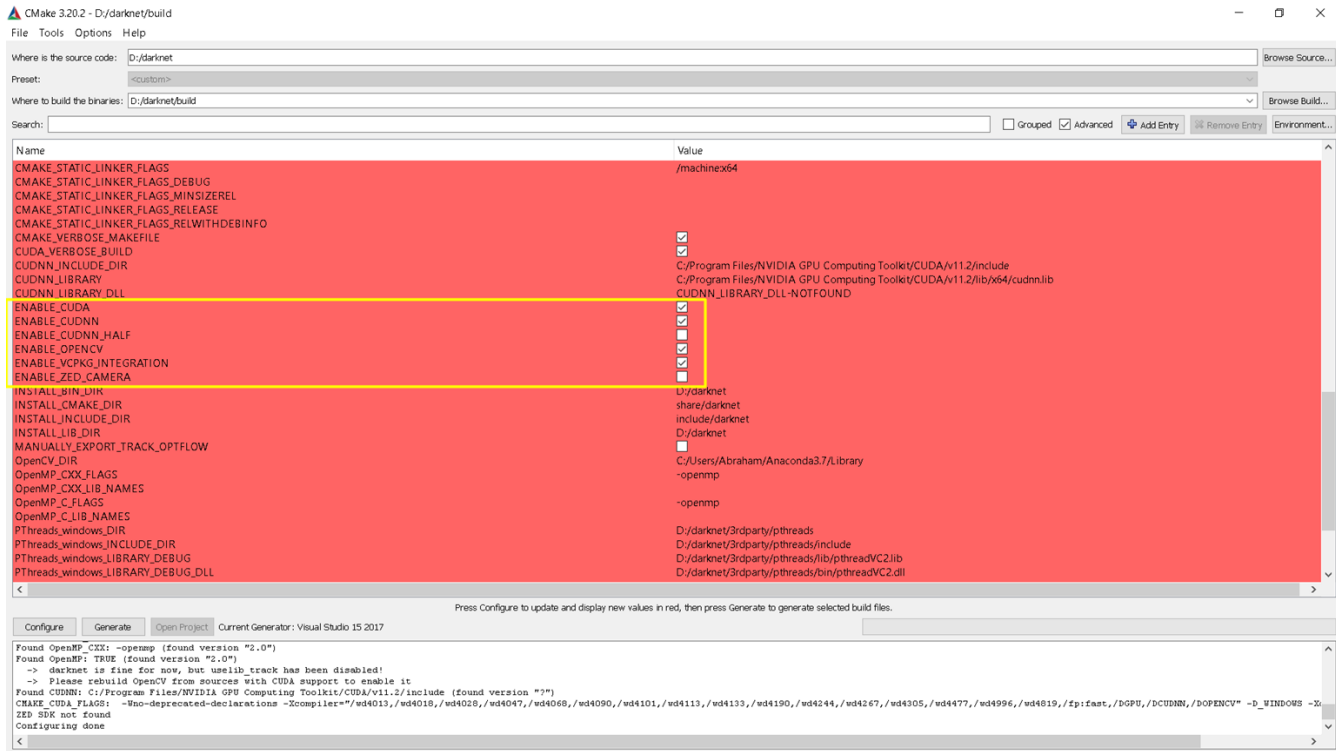 CMake 3.20.2 - D:/darknet/build
File Tools Options Help
Where is the source code: D:/darknet Browse Source...
Preset: <custom>
Where to build the binaries: D:/darknet/build Browse Build...
Search: Grouped Advanced Add Entry Remove Entry Environment...
Name Value
CMAKE_STATIC_LINKER_FLAGS /machine:x64
CMAKE_STATIC_LINKER_FLAGS_DEBUG
CMAKE_STATIC_LINKER_FLAGS_MINSIZEREL
CMAKE_STATIC_LINKER_FLAGS_RELEASE
CMAKE_STATIC_LINKER_FLAGS_RELWITHDEBINFO
CMAKE_VERBOSE_MAKEFILE
CUDA_VERBOSE_BUILD
CUDNN_INCLUDE_DIR C:/Program Files/NVIDIA GPU Computing Toolkit/CUDA/v11.2/include
CUDNN_LIBRARY C:/Program Files/NVIDIA GPU Computing Toolkit/CUDA/v11.2/lib/x64/cudnn.lib
CUDNN_LIBRARY_DLL CUDNN_LIBRARY_DLL-NOTFOUND
ENABLE_CUDA
ENABLE_CUDNN
ENABLE_CUDNN_HALF
ENABLE_OPENCV
ENABLE_VCPKG_INTEGRATION
ENABLE_ZED_CAMERA
INSTALL_BIN_DIR D:/darknet
INSTALL_CMAKE_DIR share/darknet
INSTALL_INCLUDE_DIR include/darknet
INSTALL_LIB_DIR D:/darknet
MANUALLY_EXPORT_TRACK_OPTFLOW
OpenCV_DIR C:/Users/Abraham/Anaconda3.7/Library
OpenMP_CXX_FLAGS -openmp
OpenMP_CXX_LIB_NAMES
OpenMP_C_FLAGS -openmp
OpenMP_C_LIB_NAMES
PThreads_windows_DIR D:/darknet/3rdparty/pthreads
PThreads_windows_INCLUDE_DIR D:/darknet/3rdparty/pthreads/include
PThreads_windows_LIBRARY_DEBUG D:/darknet/3rdparty/pthreads/lib/pthreadVC2.lib
PThreads_windows_LIBRARY_DEBUG_DLL D:/darknet/3rdparty/pthreads/bin/pthreadVC2.dll
Press Configure to update and display new values in red, then press Generate to generate selected build files.
Configure Generate Open Project Current Generator: Visual Studio 15 2017
Found OpenMP_CXX: -openmp (found version "2.0")
Found OpenMP: TRUE (found version "2.0")
-> darknet is fine for now, but uselib_track has been disabled!
-> Please rebuild OpenCV from sources with CUDA support to enable it
Found CUDNN: C:/Program Files/NVIDIA GPU Computing Toolkit/CUDA/v11.2/include (found version "?")
CMAKE_CUDA_FLAGS: -Wno-deprecated-declarations -Xcompiler="/wd4013,/wd4018,/wd4028,/wd4047,/wd4068,/wd4090,/wd4101,/wd4113,/wd4133,/wd4190,/wd4244,/wd4267,/wd4305,/wd4477,/wd4996,/wd4819,/fp:fast,/DGPU,/DCUDNN,/DOPENCV" -D_WINDOWS
ZED SDK not found
Configuring done